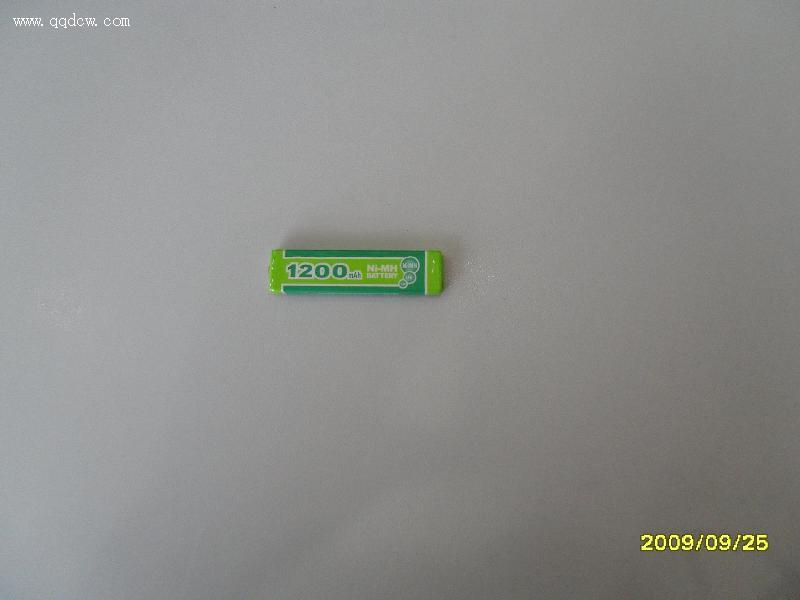 www.qqdcw.com
1200mAh
Ni-MH
BATTERY
2009/09/25